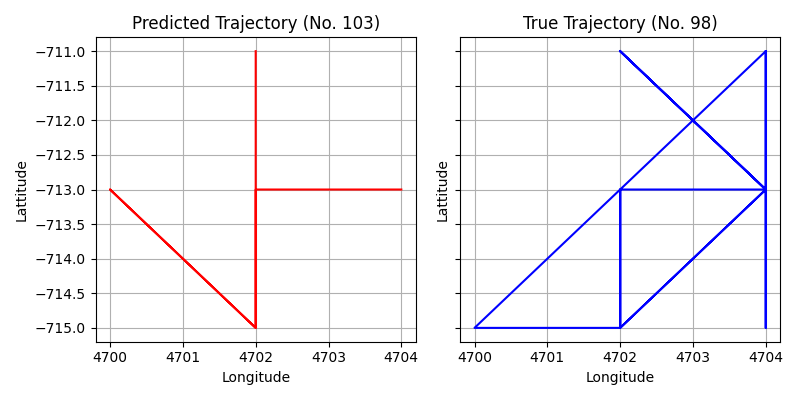 Predicted Trajectory (No. 103)
True Trajectory (No. 98)
−711.0
−711.5
−712.0
−712.5
−713.0
−713.5
−714.0
−714.5
−715.0
Lattitude
Lattitude
4700 4701 4702 4703 4704
4700 4701 4702 4703 4704
Longitude
Longitude